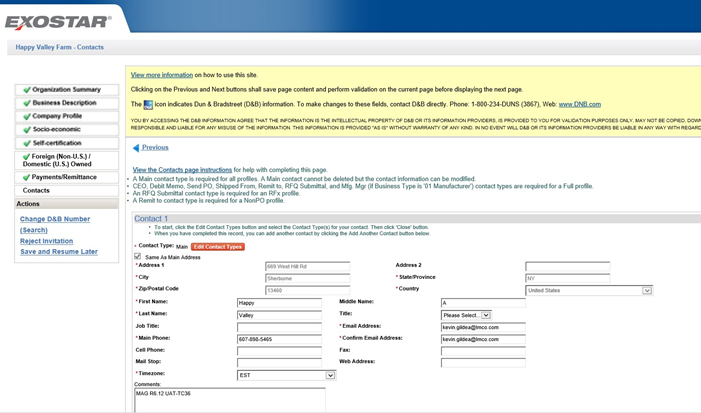 EXOSTAR®
Happy Valley Farm - Contacts
Organization Summary
Business Description
Company Profile
Socio-economic
Self-certification
Foreign (Non-U.S.) /
Domestic (U.S.) Owned
Payments/Remittance
Contacts
Actions
Change D&B Number
(Search)
Reject Invitation
Save and Resume Later
View more information on how to use this site.
Clicking on the Previous and Next buttons shall save page content and perform validation on the current page before displaying the next page.
The icon indicates Dun & Bradstreet (D&B) information. To make changes to these fields, contact D&B directly. Phone: 1-800-234-DUNS (3867), Web: www.DNB.com
YOU BY ACCESSING THE D&B INFORMATION AGREE THAT THE INFORMATION IS THE INTELLECTUAL PROPERTY OF D&B OR ITS INFORMATION PROVIDERS, IS PROVIDED TO YOU FOR VALIDATION PURPOSES ONLY, MAY NOT BE COPIED. DOW
RESPONSIBLE AND LIABLE FOR ANY MISUSE OF THE INFORMATION. THIS INFORMATION IS PROVIDED "AS IS" WITHOUT WARRANTY OF ANY KIND. IN NO EVENT WILL D&B OR ITS INFORMATION PROVIDERS BE LIABLE IN ANY WAY WITH REGARD
Previous
View the Contacts page instructions for help with completing this page.
• A Main contact type is required for all profiles. A Main contact cannot be deleted but the contact information can be modified.
• CEO, Debit Memo, Send PO, Shipped From, Remit to, RFQ Submittal, and Mfg. Mgr (if Business Type is '01 Manufacturer') contact types are required for a Full profile.
• An RFQ Submittal contact type is required for an RFx profile.
• A Remit to contact type is required for a NonPO profile.
Contact 1
• To start, click the Edit Contact Types button and select the Contact Type(s) for your contact. Then click 'Close' button.
• When you have completed this record, you can add another contact by clicking the Add Another Contact button below.
Contact Type: Main Edit Contact Types
Same As Main Address
*Address 1 669 West Hill Rd Address 2
*City Sherburne *State/Province NY
*Zip/Postal Code 13460 *Country United States
*First Name: Happy Middle Name: A
*Last Name: Valley Title: Please Select...
Job Title: *Email Address: kevin.gildea@lmco.com
*Main Phone: 607-898-5465 *Confirm Email Address: kevin.gildea@lmco.com
Cell Phone: Fax:
Mail Stop: Web Address:
*Timezone: EST
Comments:
MAG R6.12 UAT-TC36